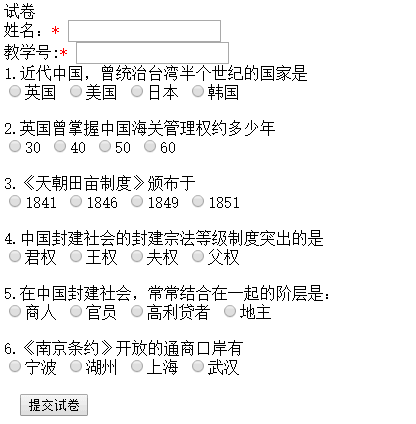 试卷
姓名：*
教学号:*
1.近代中国，曾统治台湾半个世纪的国家是
英国 美国 日本 韩国
2.英国曾掌握中国海关管理权约多少年
30 40 50 60
3.《天朝田亩制度》颁布于
1841 1846 1849 1851
4.中国封建社会的封建宗法等级制度突出的是
君权 王权 夫权 父权
5.在中国封建社会，常常结合在一起的阶层是：
商人 官员 高利贷者 地主
6.《南京条约》开放的通商口岸有
宁波 湖州 上海 武汉
提交试卷